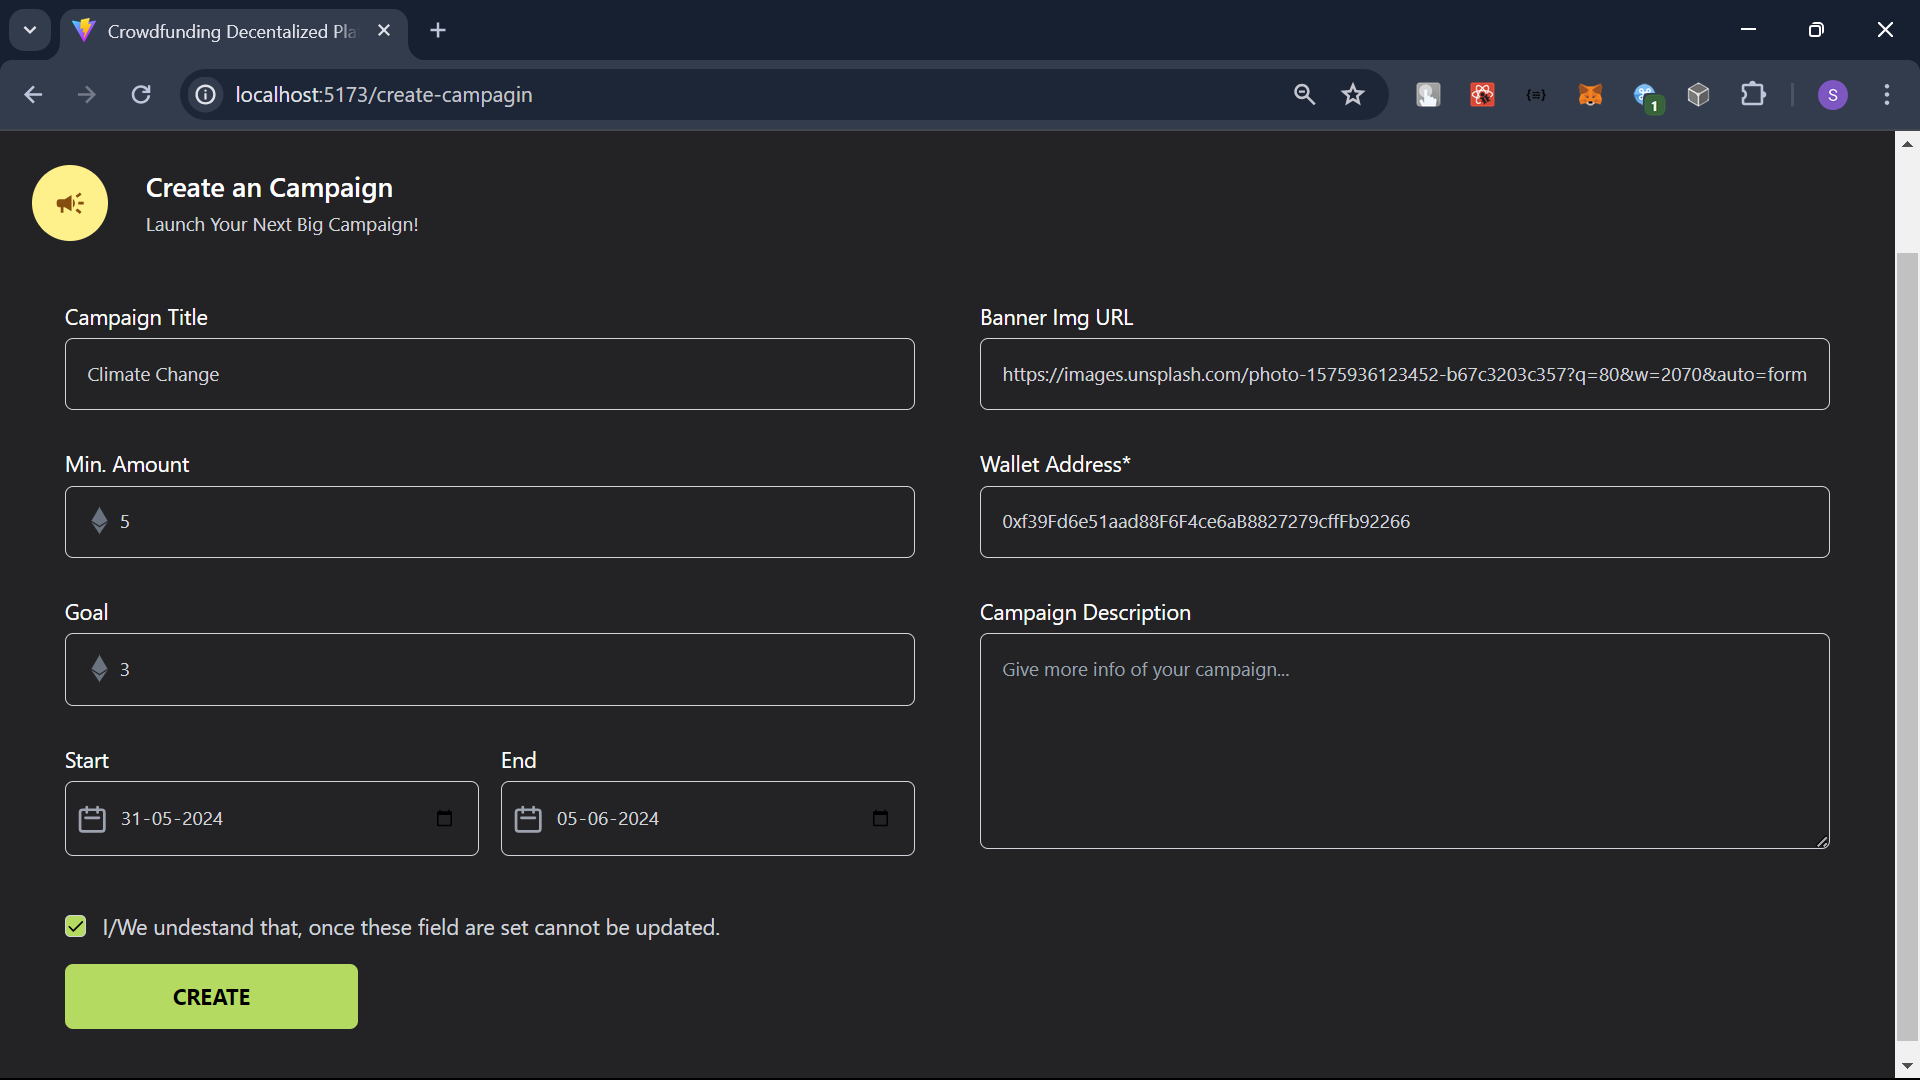 Crowdfunding Decentalized Pla
localhost:5173/create-campagin
{=}
1
S
Create an Campaign
Launch Your Next Big Campaign!
Campaign Title
Climate Change
Banner Img URL
https://images.unsplash.com/photo-1575936123452-b67c3203c357?q=80&w=2070&auto=form
Min. Amount
5
Wallet Address*
0xf39Fd6e51aad88F6F4ce6aB8827279cffFb92266
Goal
3
Campaign Description
Give more info of your campaign...
Start
31-05-2024
End
05-06-2024
I/We undestand that, once these field are set cannot be updated.
CREATE